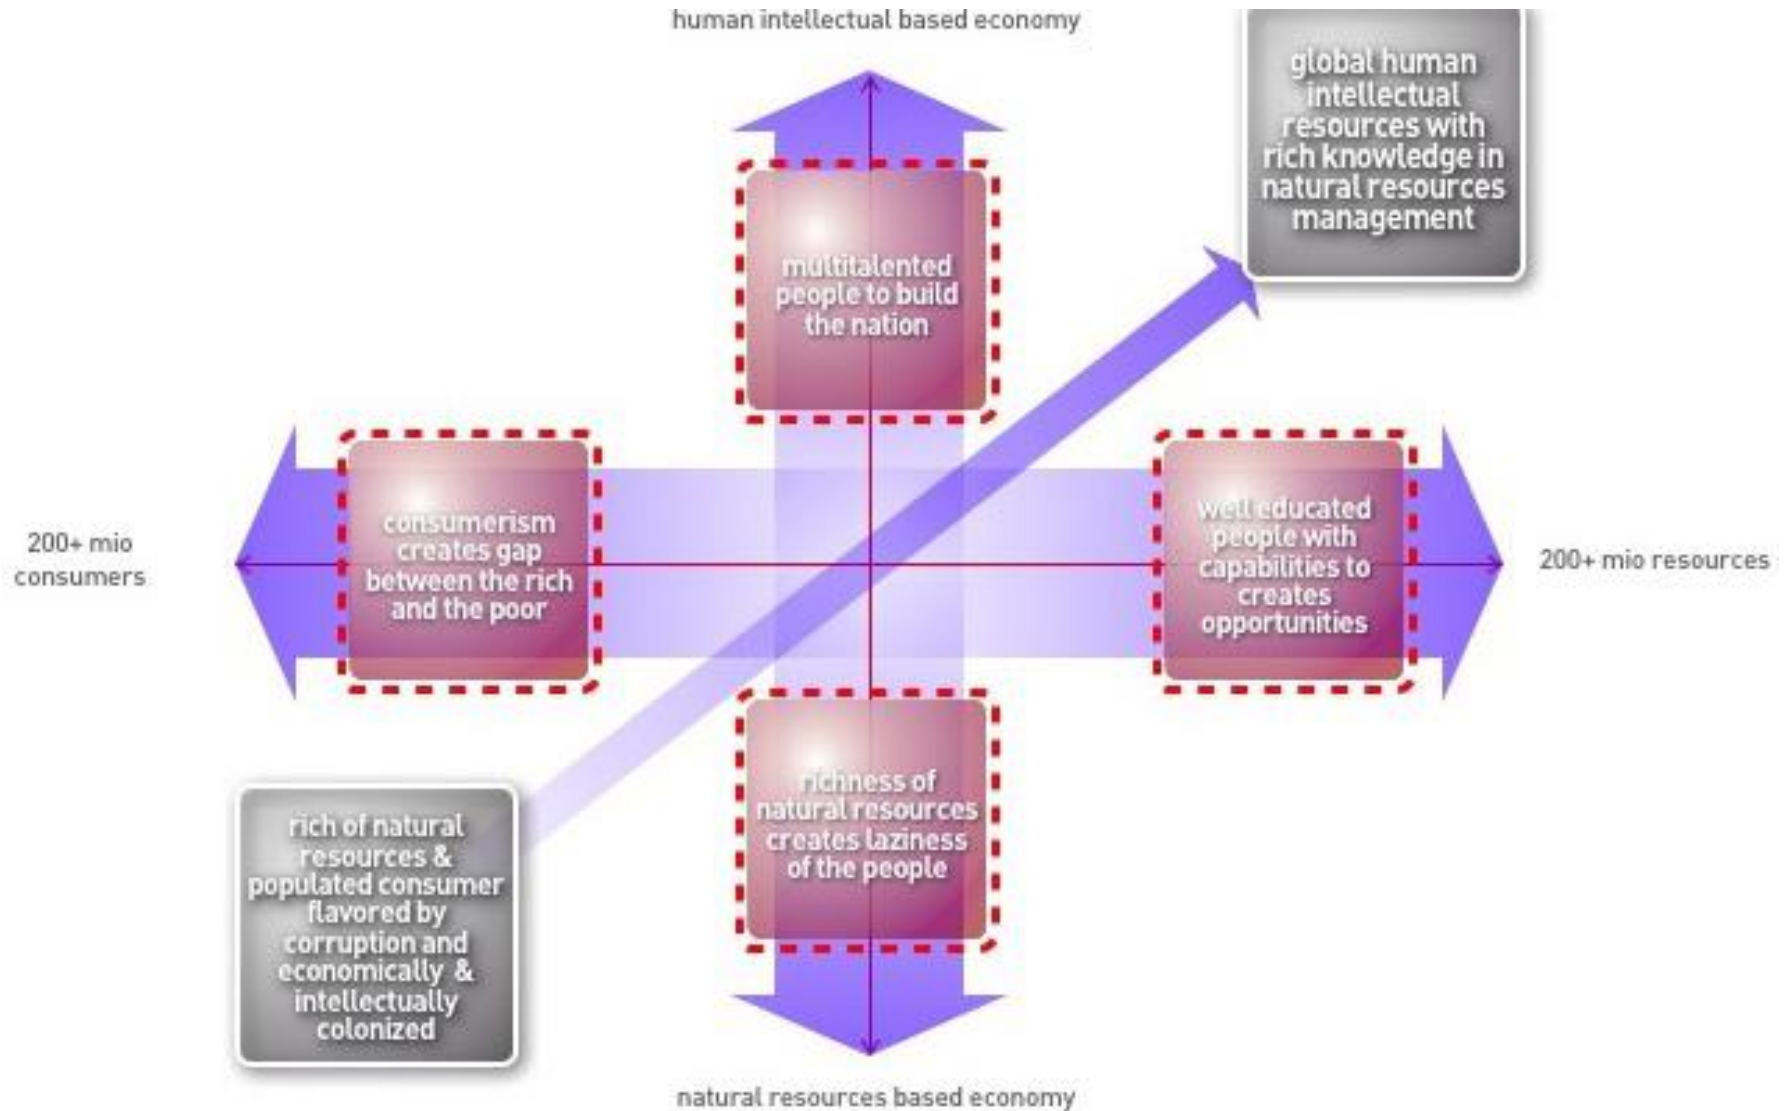 human intellectual based economy
global human
intellectual
resources with
rich knowledge in
natural resources
management
multitalented
people to build
the nation
200+ mio
consumers
consumerism
creates gap
between the rich
and the poor
well educated
people with
capabilities to
creates
opportunities
200+ mio resources
richness of
natural resources
creates laziness
of the people
rich of natural
resources &
populated consumer
flavored by
corruption and
economically &
intellectually
colonized
natural resources based economy